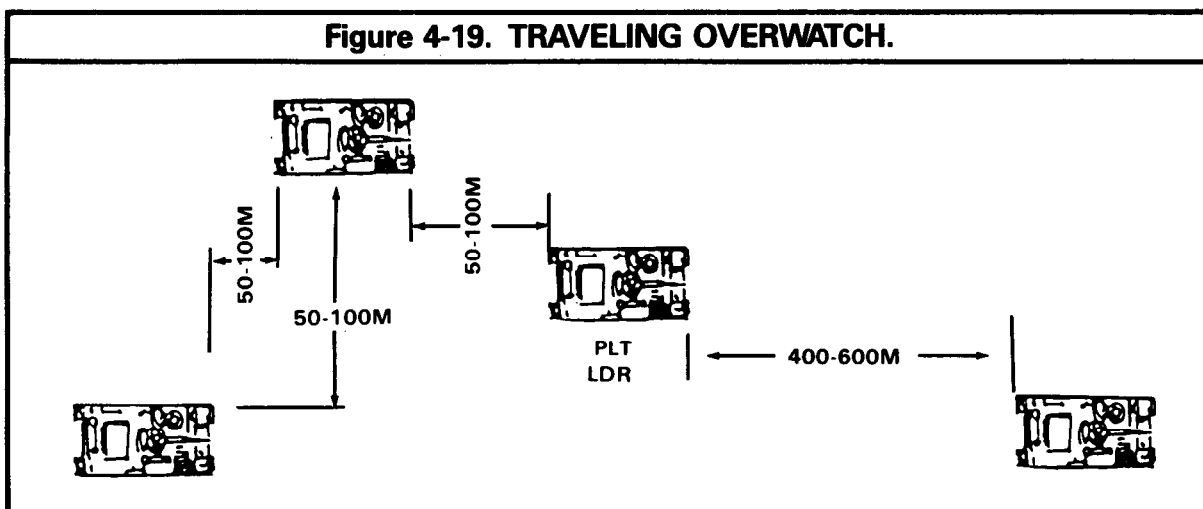 Figure 4-19. TRAVELING OVERWATCH.
50-100M
50-100M
50-100M
PLT
LDR
400-600M